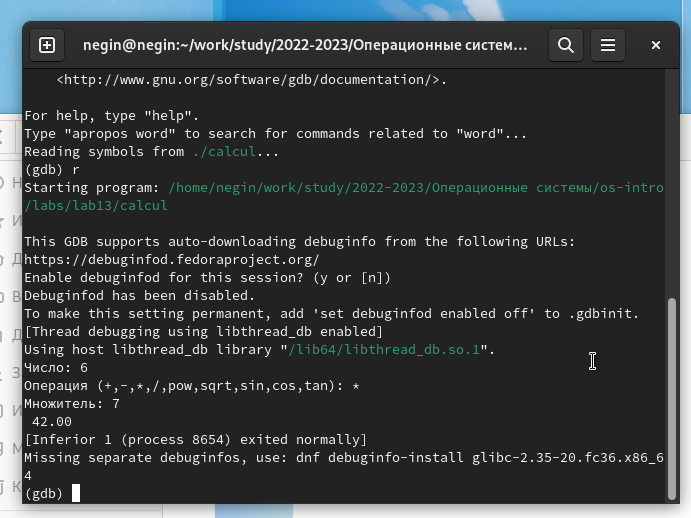 negin@negin:~/work/study/2022-2023/Операционные систем…
<http://www.gnu.org/software/gdb/documentation/>.
For help, type "help".
Type "apropos word" to search for commands related to "word"...
Reading symbols from ./calcul...
(gdb) r
Starting program: /home/negin/work/study/2022-2023/Операционные системы/os-intro
/labs/lab13/calcul
This GDB supports auto-downloading debuginfo from the following URLs:
https://debuginfod.fedoraproject.org/
Enable debuginfod for this session? (y or [n])
Debuginfod has been disabled.
To make this setting permanent, add 'set debuginfod enabled off' to .gdbinit.
[Thread debugging using libthread_db enabled]
Using host libthread_db library "/lib64/libthread_db.so.1".
Число: 6
Операция (+,-,*,/,pow,sqrt,sin,cos,tan): *
Множитель: 7
42.00
[Inferior 1 (process 8654) exited normally]
Missing separate debuginfos, use: dnf debuginfo-install glibc-2.35-20.fc36.x86_6
4
(gdb)